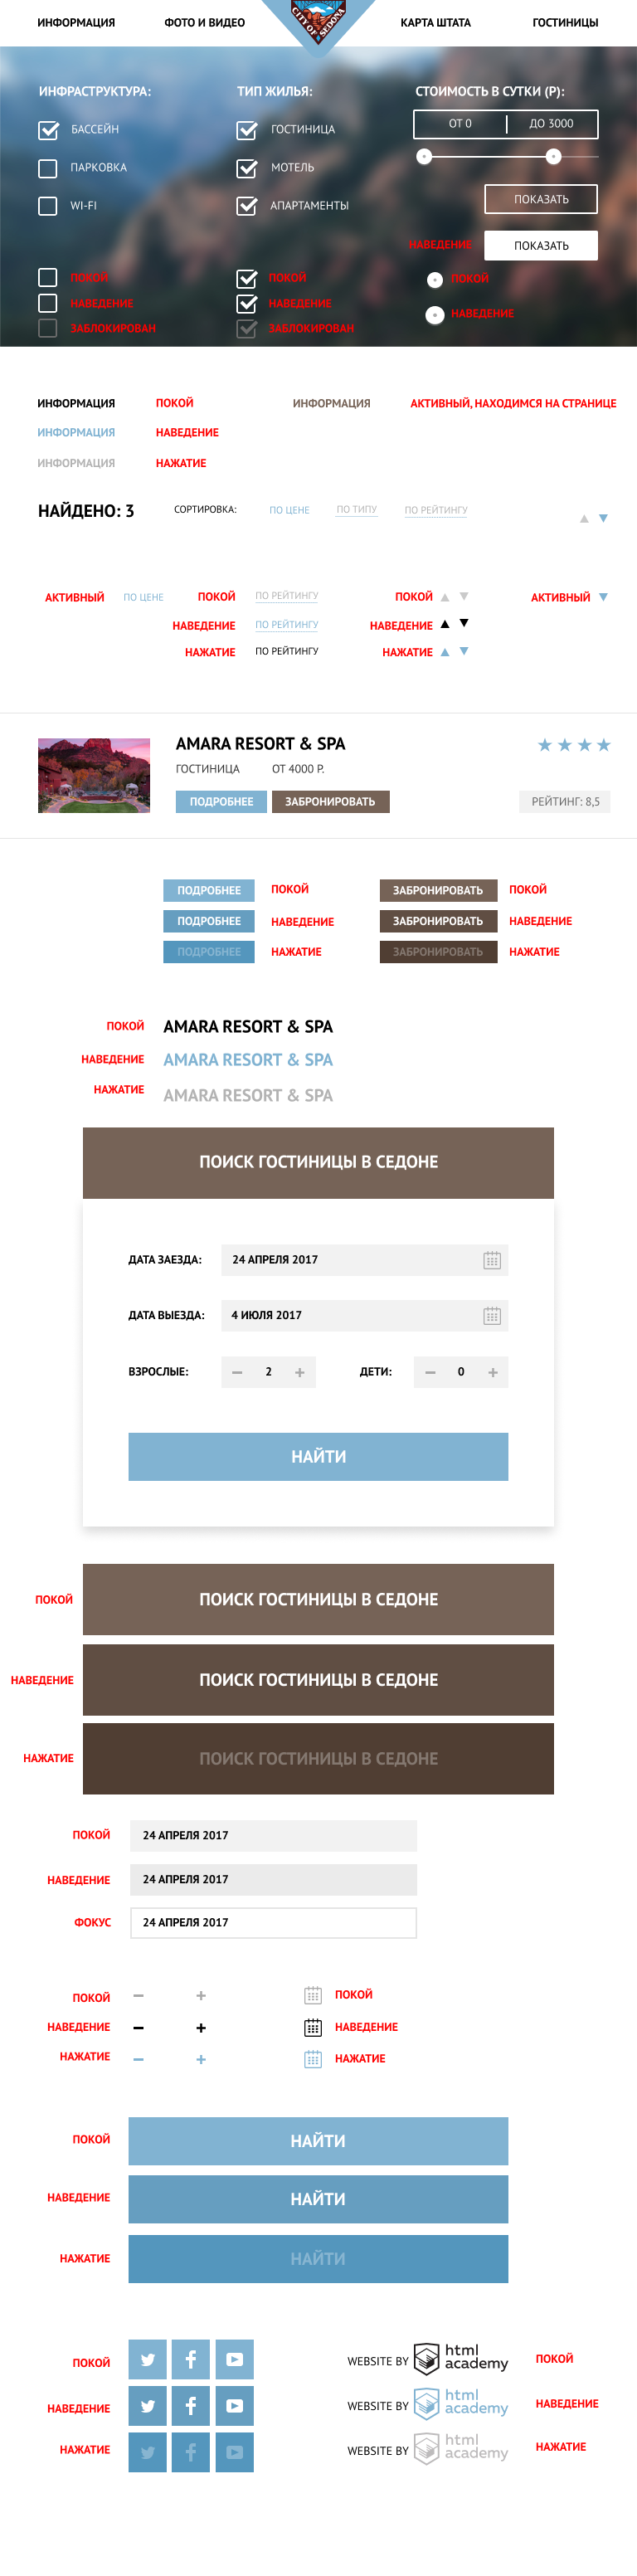 ИНФОРМАЦИЯ ФОТО И ВИДЕО КАРТА ШТАТА ГОСТИНИЦЫ
CITY OF SEDONA
ИНФРАСТРУКТУРА: ТИП ЖИЛЬЯ: СТОИМОСТЬ В СУТКИ (Р):
БАССЕЙН ГОСТИНИЦА ОТ 0 ДО 3000
ПАРКОВКА МОТЕЛЬ
WI-FI АПАРТАМЕНТЫ ПОКАЗАТЬ
НАВЕДЕНИЕ ПОКАЗАТЬ
ПОКОЙ ПОКОЙ ПОКОЙ
НАВЕДЕНИЕ НАВЕДЕНИЕ НАВЕДЕНИЕ
ЗАБЛОКИРОВАН ЗАБЛОКИРОВАН
ИНФОРМАЦИЯ ПОКОЙ ИНФОРМАЦИЯ АКТИВНЫЙ, НАХОДИМСЯ НА СТРАНИЦЕ
ИНФОРМАЦИЯ НАВЕДЕНИЕ
ИНФОРМАЦИЯ НАЖАТИЕ
НАЙДЕНО: 3 СОРТИРОВКА: ПО ЦЕНЕ ПО ТИПУ ПО РЕЙТИНГУ
АКТИВНЫЙ ПО ЦЕНЕ ПОКОЙ ПО РЕЙТИНГУ ПОКОЙ АКТИВНЫЙ
НАВЕДЕНИЕ ПО РЕЙТИНГУ НАВЕДЕНИЕ
НАЖАТИЕ ПО РЕЙТИНГУ НАЖАТИЕ
AMARA RESORT & SPA
ГОСТИНИЦА ОТ 4000 Р.
ПОДРОБНЕЕ ЗАБРОНИРОВАТЬ РЕЙТИНГ: 8,5
ПОДРОБНЕЕ ПОКОЙ ЗАБРОНИРОВАТЬ ПОКОЙ
ПОДРОБНЕЕ НАВЕДЕНИЕ ЗАБРОНИРОВАТЬ НАВЕДЕНИЕ
ПОДРОБНЕЕ НАЖАТИЕ ЗАБРОНИРОВАТЬ НАЖАТИЕ
ПОКОЙ AMARA RESORT & SPA
НАВЕДЕНИЕ AMARA RESORT & SPA
НАЖАТИЕ AMARA RESORT & SPA
ПОИСК ГОСТИНИЦЫ В СЕДОНЕ
ДАТА ЗАЕЗДА: 24 АПРЕЛЯ 2017
ДАТА ВЫЕЗДА: 4 ИЮЛЯ 2017
ВЗРОСЛЫЕ: − 2 + ДЕТИ: − 0 +
НАЙТИ
ПОКОЙ ПОИСК ГОСТИНИЦЫ В СЕДОНЕ
НАВЕДЕНИЕ ПОИСК ГОСТИНИЦЫ В СЕДОНЕ
НАЖАТИЕ ПОИСК ГОСТИНИЦЫ В СЕДОНЕ
ПОКОЙ 24 АПРЕЛЯ 2017
НАВЕДЕНИЕ 24 АПРЕЛЯ 2017
ФОКУС 24 АПРЕЛЯ 2017
ПОКОЙ − + ПОКОЙ
НАВЕДЕНИЕ − + НАВЕДЕНИЕ
НАЖАТИЕ − + НАЖАТИЕ
ПОКОЙ НАЙТИ
НАВЕДЕНИЕ НАЙТИ
НАЖАТИЕ НАЙТИ
ПОКОЙ WEBSITE BY html academy ПОКОЙ
НАВЕДЕНИЕ WEBSITE BY html academy НАВЕДЕНИЕ
НАЖАТИЕ WEBSITE BY html academy НАЖАТИЕ